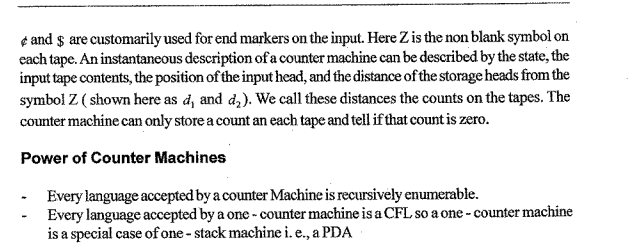 ¢ and $ are customarily used for end markers on the input. Here Z is the non blank symbol on
each tape. An instantaneous description of a counter machine can be described by the state, the
input tape contents, the position of the input head, and the distance of the storage heads from the
symbol Z ( shown here as d₁ and d₂ ). We call these distances the counts on the tapes. The
counter machine can only store a count an each tape and tell if that count is zero.
Power of Counter Machines
- Every language accepted by a counter Machine is recursively enumerable.
- Every language accepted by a one - counter machine is a CFL so a one - counter machine
is a special case of one - stack machine i. e., a PDA